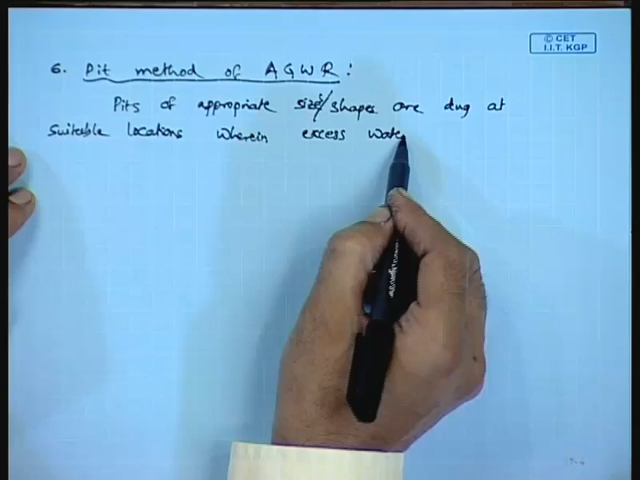 © CET
I.I.T. KGP
6. Pit method of AGWR:
Pits of appropriate sizes/shapes are dug at
suitable locations wherein excess wate